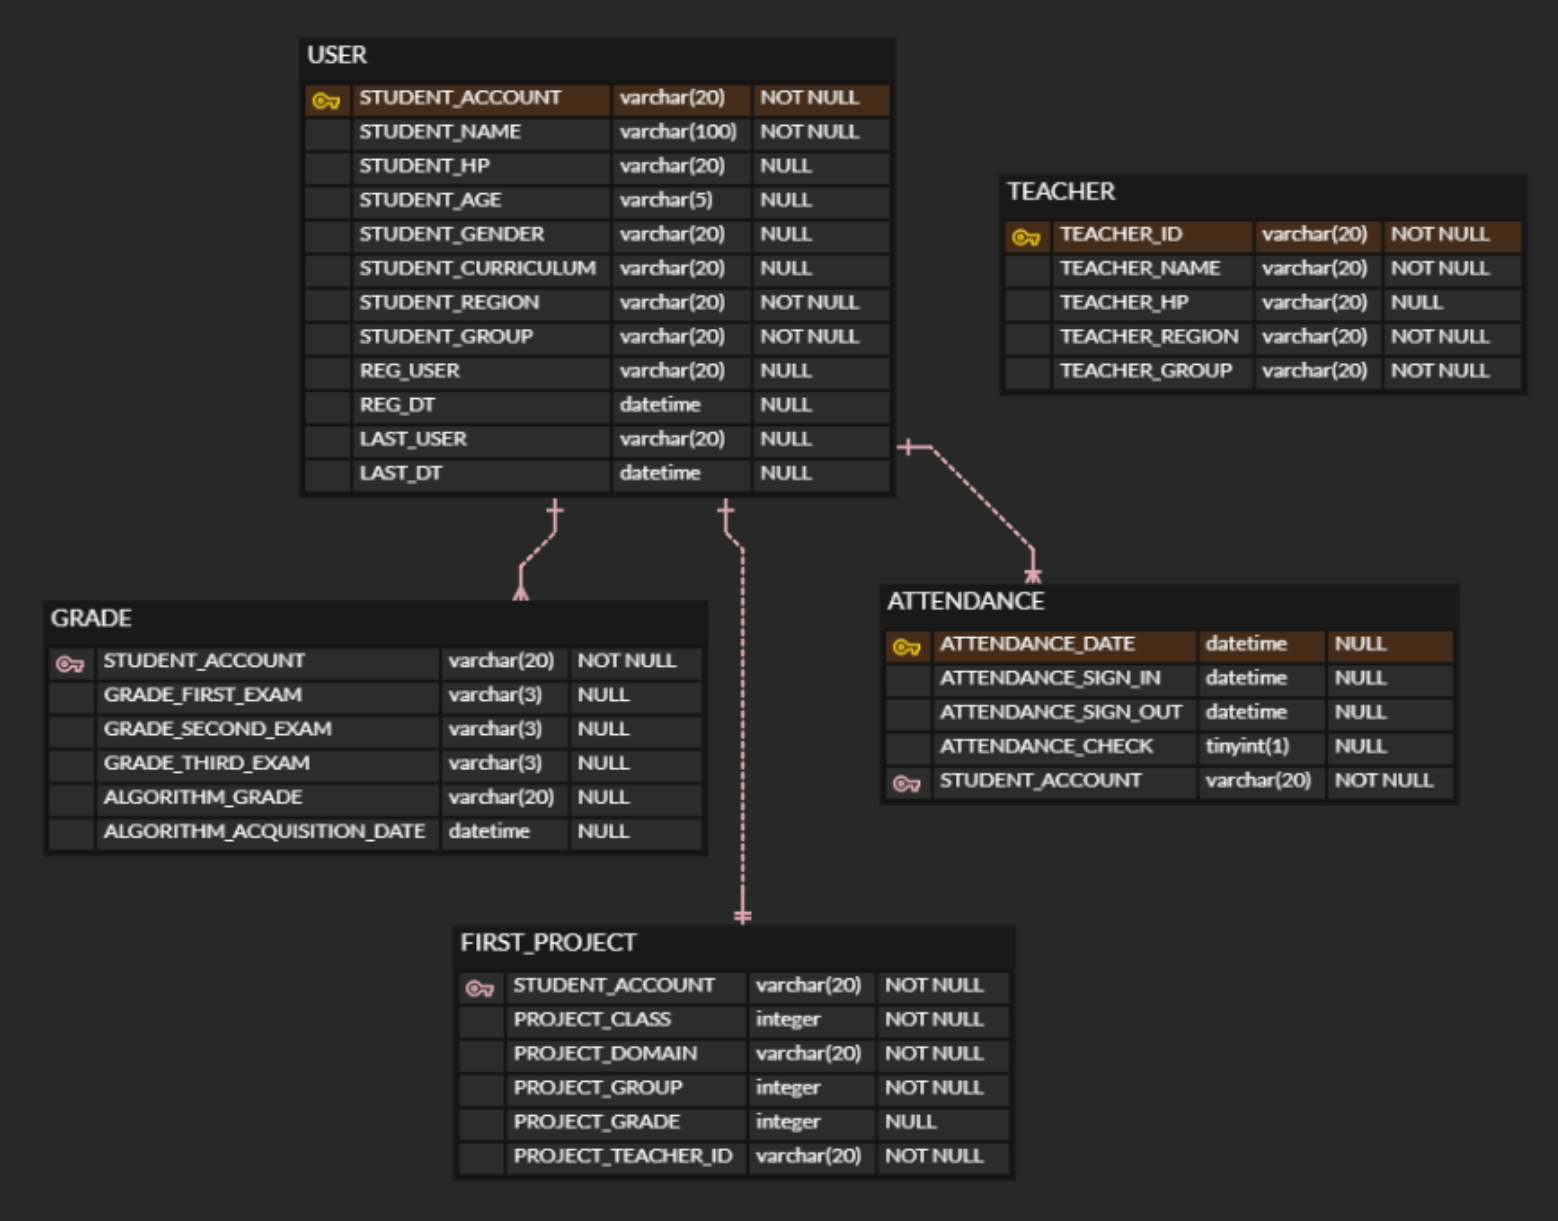 USER
STUDENT_ACCOUNT varchar(20) NOT NULL
STUDENT_NAME varchar(100) NOT NULL
STUDENT_HP varchar(20) NULL
STUDENT_AGE varchar(5) NULL
STUDENT_GENDER varchar(20) NULL
STUDENT_CURRICULUM varchar(20) NULL
STUDENT_REGION varchar(20) NOT NULL
STUDENT_GROUP varchar(20) NOT NULL
REG_USER varchar(20) NULL
REG_DT datetime NULL
LAST_USER varchar(20) NULL
LAST_DT datetime NULL
TEACHER
TEACHER_ID varchar(20) NOT NULL
TEACHER_NAME varchar(20) NOT NULL
TEACHER_HP varchar(20) NULL
TEACHER_REGION varchar(20) NOT NULL
TEACHER_GROUP varchar(20) NOT NULL
GRADE
STUDENT_ACCOUNT varchar(20) NOT NULL
GRADE_FIRST_EXAM varchar(3) NULL
GRADE_SECOND_EXAM varchar(3) NULL
GRADE_THIRD_EXAM varchar(3) NULL
ALGORITHM_GRADE varchar(20) NULL
ALGORITHM_ACQUISITION_DATE datetime NULL
ATTENDANCE
ATTENDANCE_DATE datetime NULL
ATTENDANCE_SIGN_IN datetime NULL
ATTENDANCE_SIGN_OUT datetime NULL
ATTENDANCE_CHECK tinyint(1) NULL
STUDENT_ACCOUNT varchar(20) NOT NULL
FIRST_PROJECT
STUDENT_ACCOUNT varchar(20) NOT NULL
PROJECT_CLASS integer NOT NULL
PROJECT_DOMAIN varchar(20) NOT NULL
PROJECT_GROUP integer NOT NULL
PROJECT_GRADE integer NULL
PROJECT_TEACHER_ID varchar(20) NOT NULL